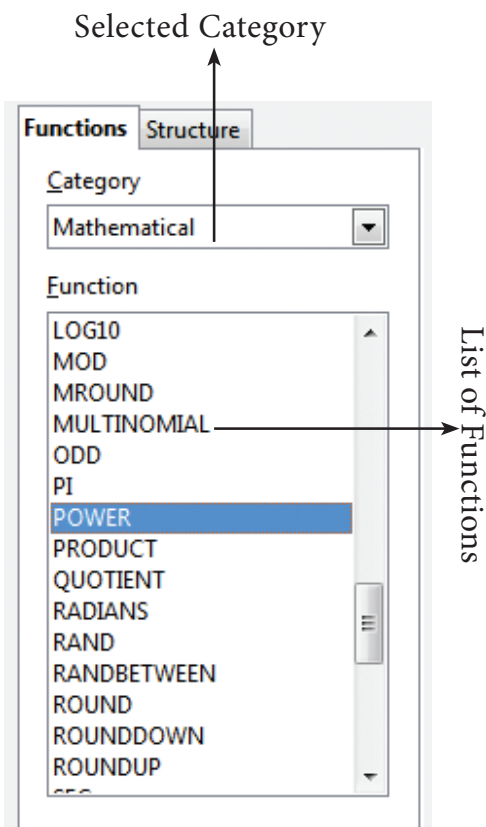 Selected Category
Functions Structure
Category
Mathematical
Function
LOG10
MOD
MROUND
MULTINOMIAL
ODD
PI
POWER
PRODUCT
QUOTIENT
RADIANS
RAND
RANDBETWEEN
ROUND
ROUNDDOWN
ROUNDUP
List of Functions